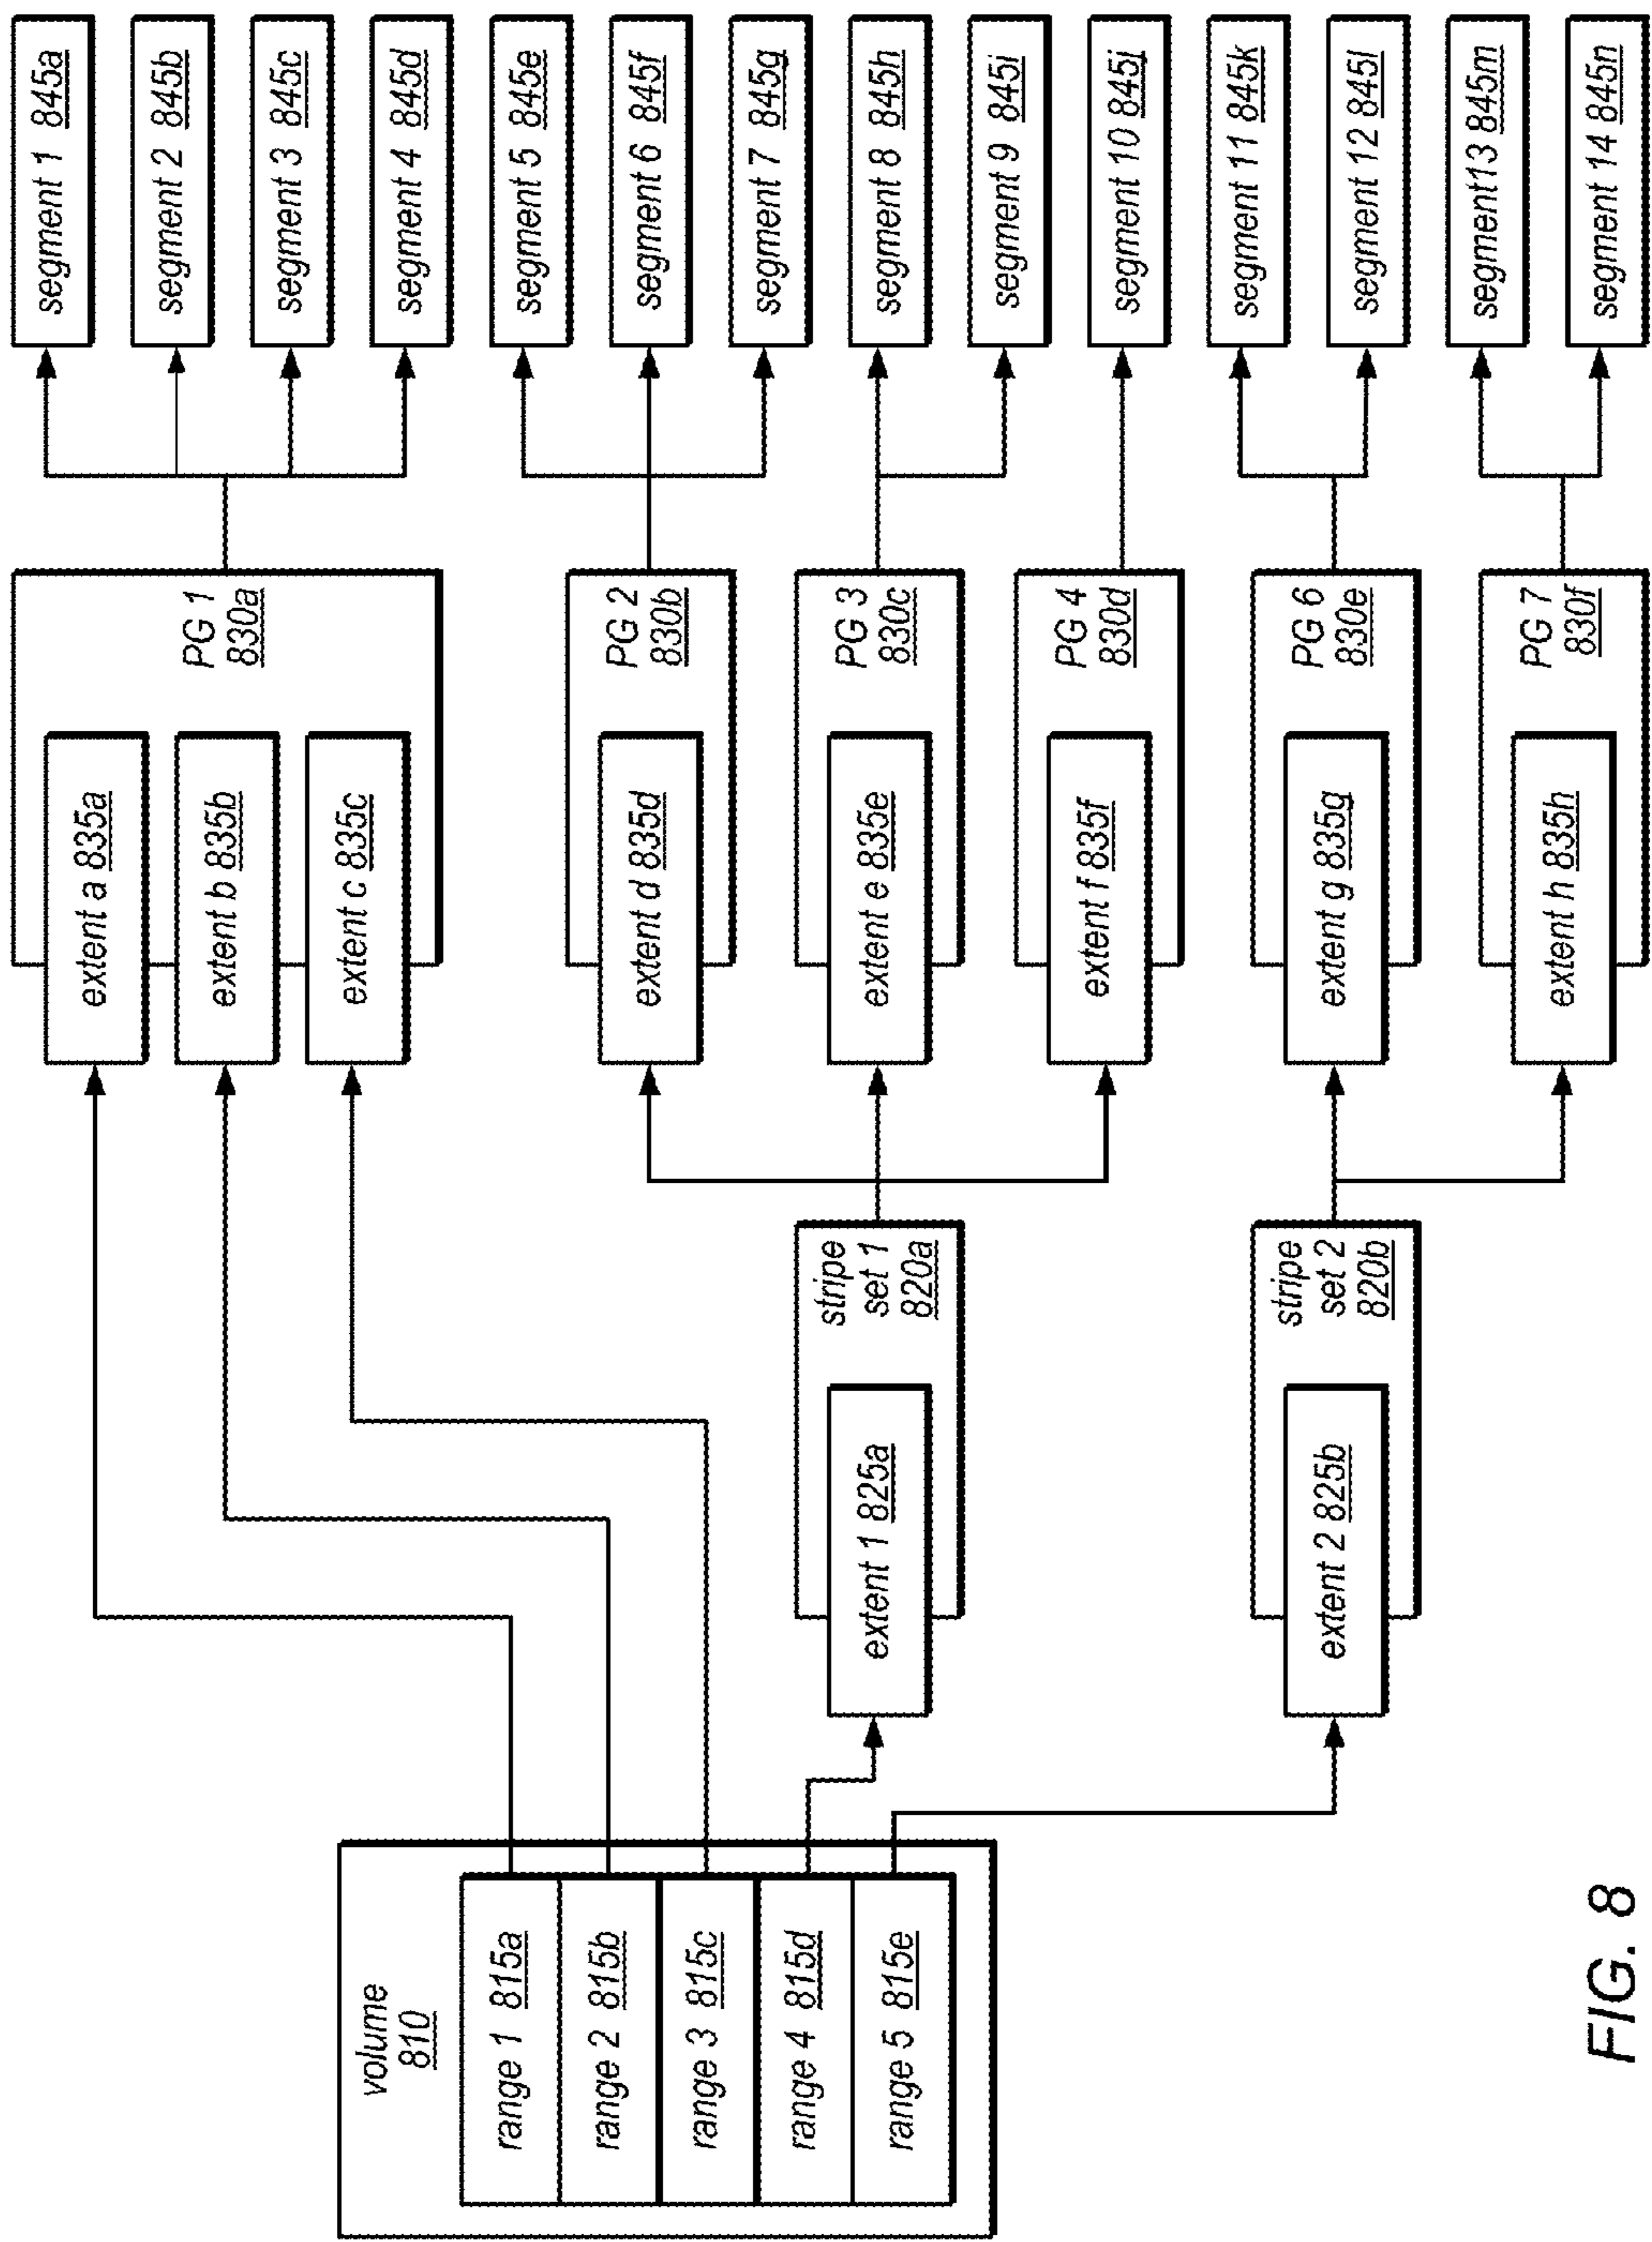 volume
810
range 1 815a
range 2 815b
range 3 815c
range 4 815d
range 5 815e
extent 1 825a
stripe
set 1
820a
extent 2 825b
stripe
set 2
820b
extent a 835a
extent b 835b
extent c 835c
PG 1
830a
extent d 835d
PG 2
830b
extent e 835e
PG 3
830c
extent f 835f
PG 4
830d
extent g 835g
PG 6
830e
extent h 835h
PG 7
830f
segment 1 845a
segment 2 845b
segment 3 845c
segment 4 845d
segment 5 845e
segment 6 845f
segment 7 845g
segment 8 845h
segment 9 845i
segment 10 845j
segment 11 845k
segment 12 845l
segment13 845m
segment 14 845n
FIG. 8